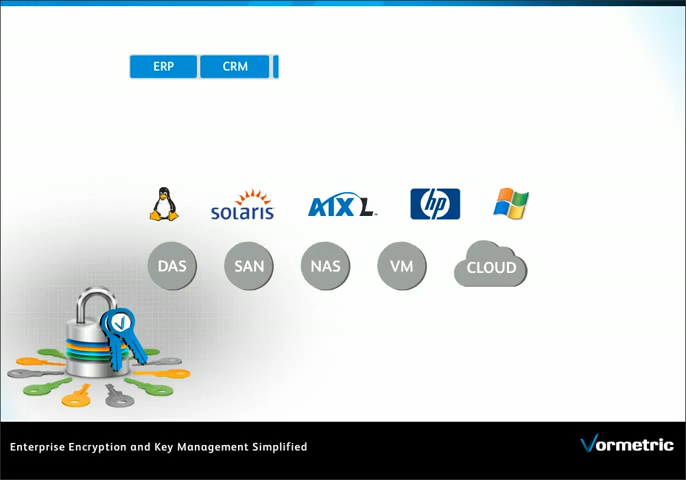 ERP CRM
solaris AIX L hp
DAS SAN NAS VM CLOUD
Enterprise Encryption and Key Management Simplified
Vormetric